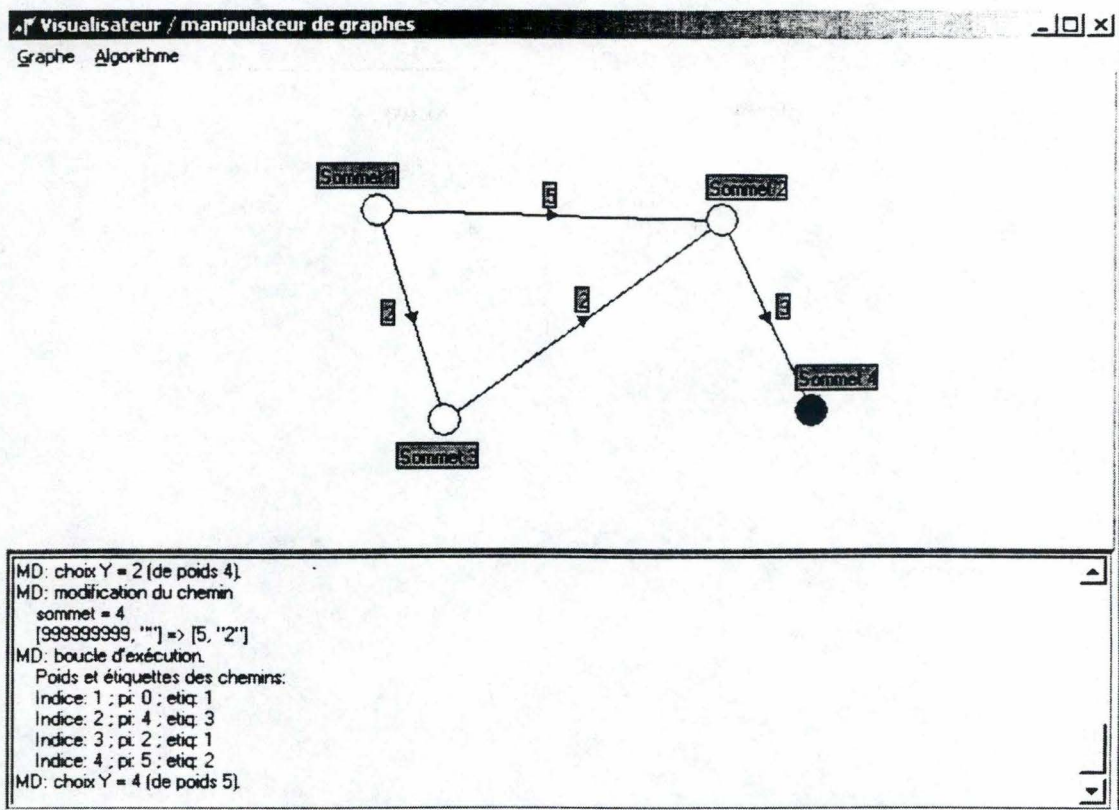 Visualisateur / manipulateur de graphes
Graphe Algorithme
Sommet 1
5
Sommet 2
2
Sommet 4
Sommet 3
MD: choix Y = 2 (de poids 4).
MD: modification du chemin
sommet = 4
[999999999, ""] => [5, "2"]
MD: boucle d'exécution.
Poids et étiquettes des chemins:
Indice: 1 ; pi: 0 ; etiq: 1
Indice: 2 ; pi: 4 ; etiq: 3
Indice: 3 ; pi: 2 ; etiq: 1
Indice: 4 ; pi: 5 ; etiq: 2
MD: choix Y = 4 (de poids 5).